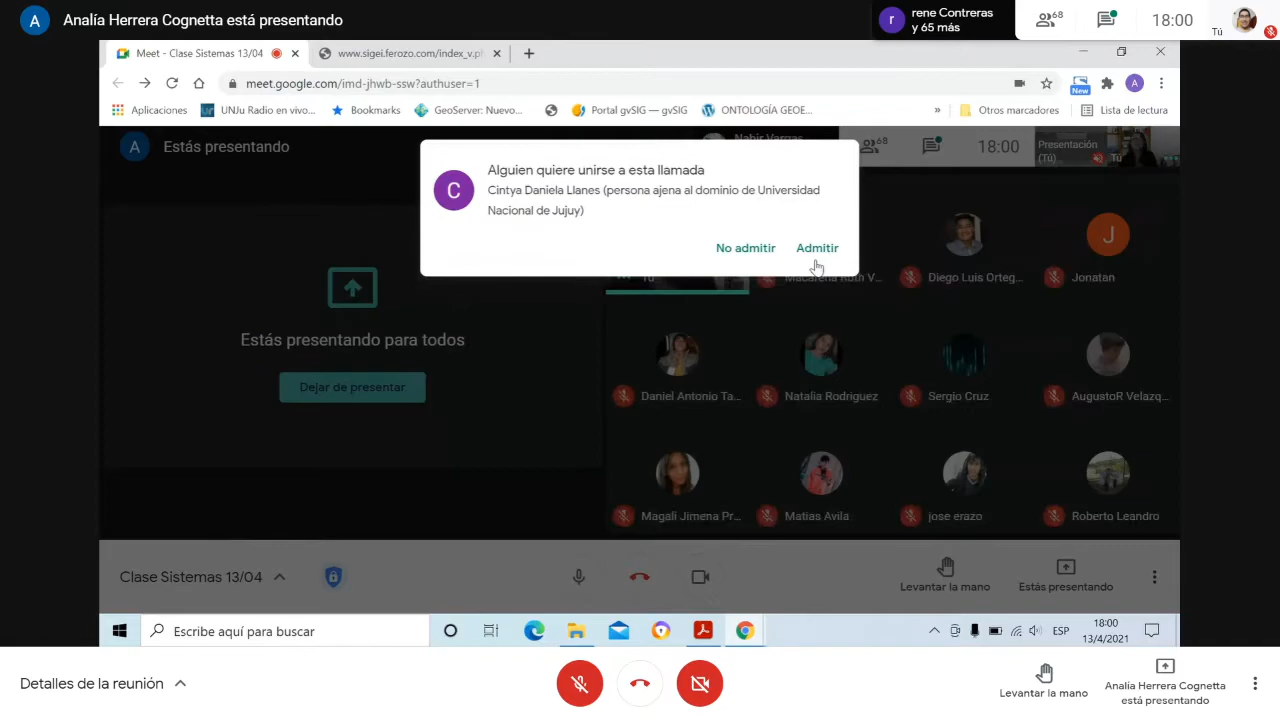 A
Analía Herrera Cognetta está presentando
r
rene Contreras
y 65 más
68
18:00
Tú
Meet - Clase Sistemas 13/04
www.sigei.ferozo.com/index_v.p
meet.google.com/imd-jhwb-ssw?authuser=1
New
A
Aplicaciones
UNJu Radio en vivo...
Bookmarks
GeoServer: Nuevo...
Portal gvSIG — gvSIG
ONTOLOGÍA GEOE...
»
Otros marcadores
Lista de lectura
A
Estás presentando
Nabir Vargas
68
18:00
Presentación
(Tú)
Tú
Alguien quiere unirse a esta llamada
C
Cintya Daniela Llanes (persona ajena al dominio de Universidad
Nacional de Jujuy)
No admitir
Admitir
J
Tú
Macarena Ruth V...
Diego Luis Orteg...
Jonatan
Estás presentando para todos
Dejar de presentar
Daniel Antonio Ta...
Natalia Rodriguez
Sergio Cruz
AugustoR Velazq...
Magali Jimena Pr...
Matias Avila
jose erazo
Roberto Leandro
Clase Sistemas 13/04
Levantar la mano
Estás presentando
Escribe aquí para buscar
ESP
18:00
13/4/2021
Detalles de la reunión
Levantar la mano
Analía Herrera Cognetta
está presentando